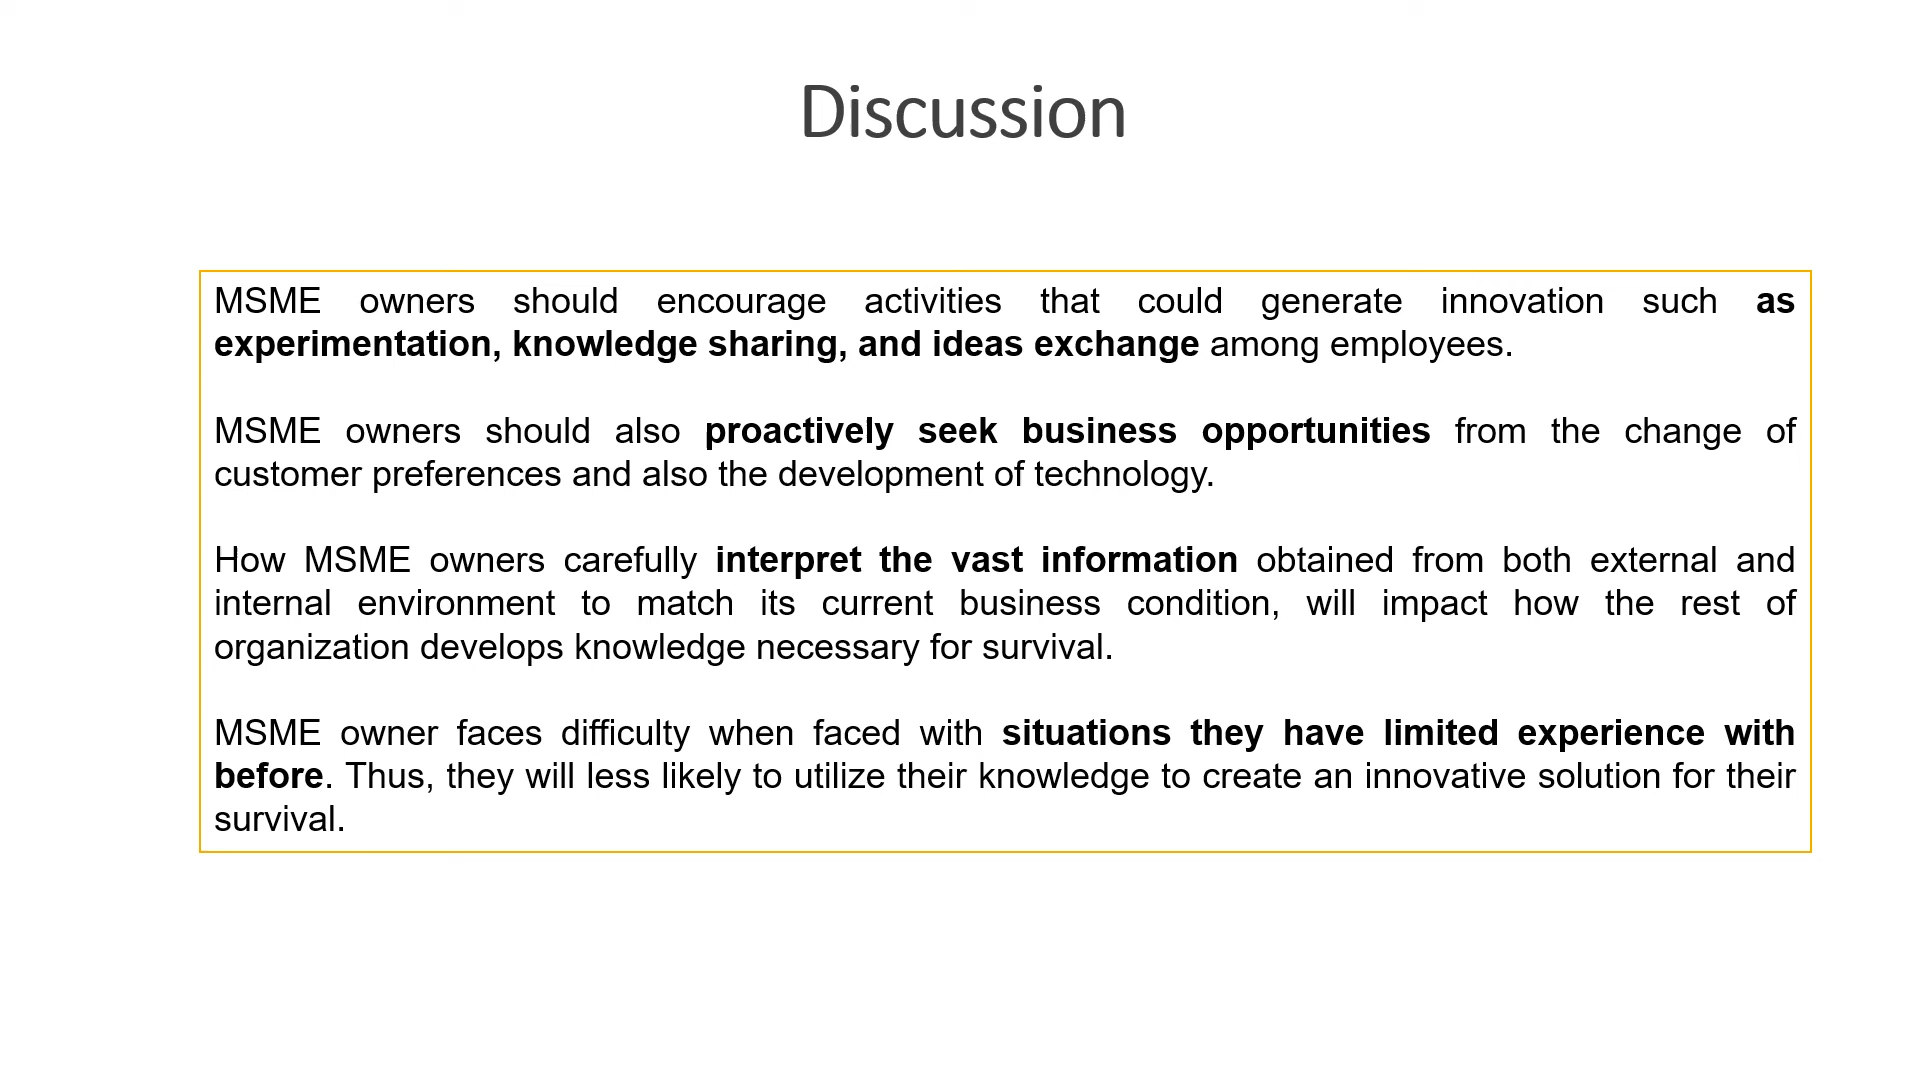 Discussion
MSME owners should encourage activities that could generate innovation such as
experimentation, knowledge sharing, and ideas exchange among employees.
MSME owners should also proactively seek business opportunities from the change of
customer preferences and also the development of technology.
How MSME owners carefully interpret the vast information obtained from both external and
internal environment to match its current business condition, will impact how the rest of
organization develops knowledge necessary for survival.
MSME owner faces difficulty when faced with situations they have limited experience with
before. Thus, they will less likely to utilize their knowledge to create an innovative solution for their
survival.